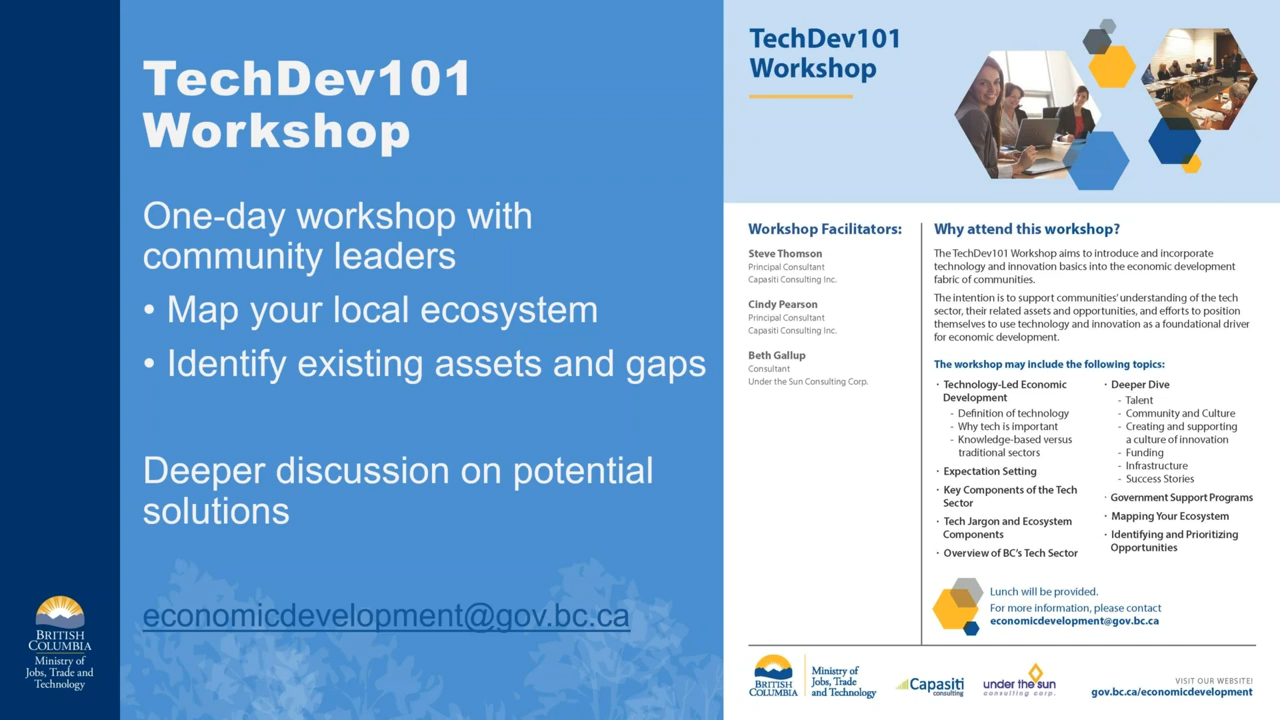 TechDev101
Workshop
One-day workshop with
community leaders
• Map your local ecosystem
• Identify existing assets and gaps
Deeper discussion on potential
solutions
economicdevelopment@gov.bc.ca
BRITISH
COLUMBIA
Ministry of
Jobs, Trade and
Technology
TechDev101
Workshop
Workshop Facilitators:
Steve Thomson
Principal Consultant
Capasiti Consulting Inc.
Cindy Pearson
Principal Consultant
Capasiti Consulting Inc.
Beth Gallup
Consultant
Under the Sun Consulting Corp.
Why attend this workshop?
The TechDev101 Workshop aims to introduce and incorporate
technology and innovation basics into the economic development
fabric of communities.
The intention is to support communities' understanding of the tech
sector, their related assets and opportunities, and efforts to position
themselves to use technology and innovation as a foundational driver
for economic development.
The workshop may include the following topics:
· Technology-Led Economic
Development
- Definition of technology
- Why tech is important
- Knowledge-based versus
traditional sectors
· Expectation Setting
· Key Components of the Tech
Sector
· Tech Jargon and Ecosystem
Components
· Overview of BC's Tech Sector
· Deeper Dive
- Talent
- Community and Culture
- Creating and supporting
a culture of innovation
- Funding
- Infrastructure
- Success Stories
· Government Support Programs
· Mapping Your Ecosystem
· Identifying and Prioritizing
Opportunities
Lunch will be provided.
For more information, please contact
economicdevelopment@gov.bc.ca
BRITISH
COLUMBIA
Ministry of
Jobs, Trade
and Technology
Capasiti
consulting
under the sun
consulting corp.
VISIT OUR WEBSITE!
gov.bc.ca/economicdevelopment